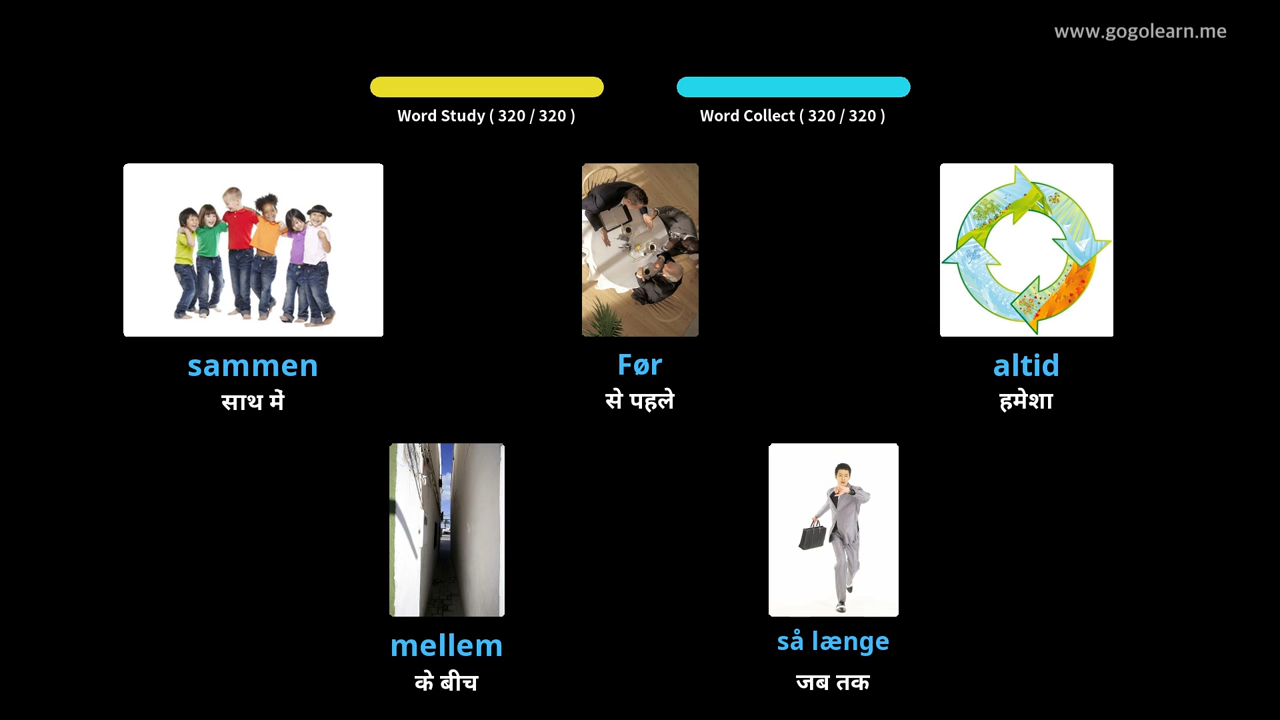 www.gogolearn.me
Word Study ( 320 / 320 )
Word Collect ( 320 / 320 )
sammen
साथ में
Før
से पहले
altid
हमेशा
mellem
के बीच
så længe
जब तक